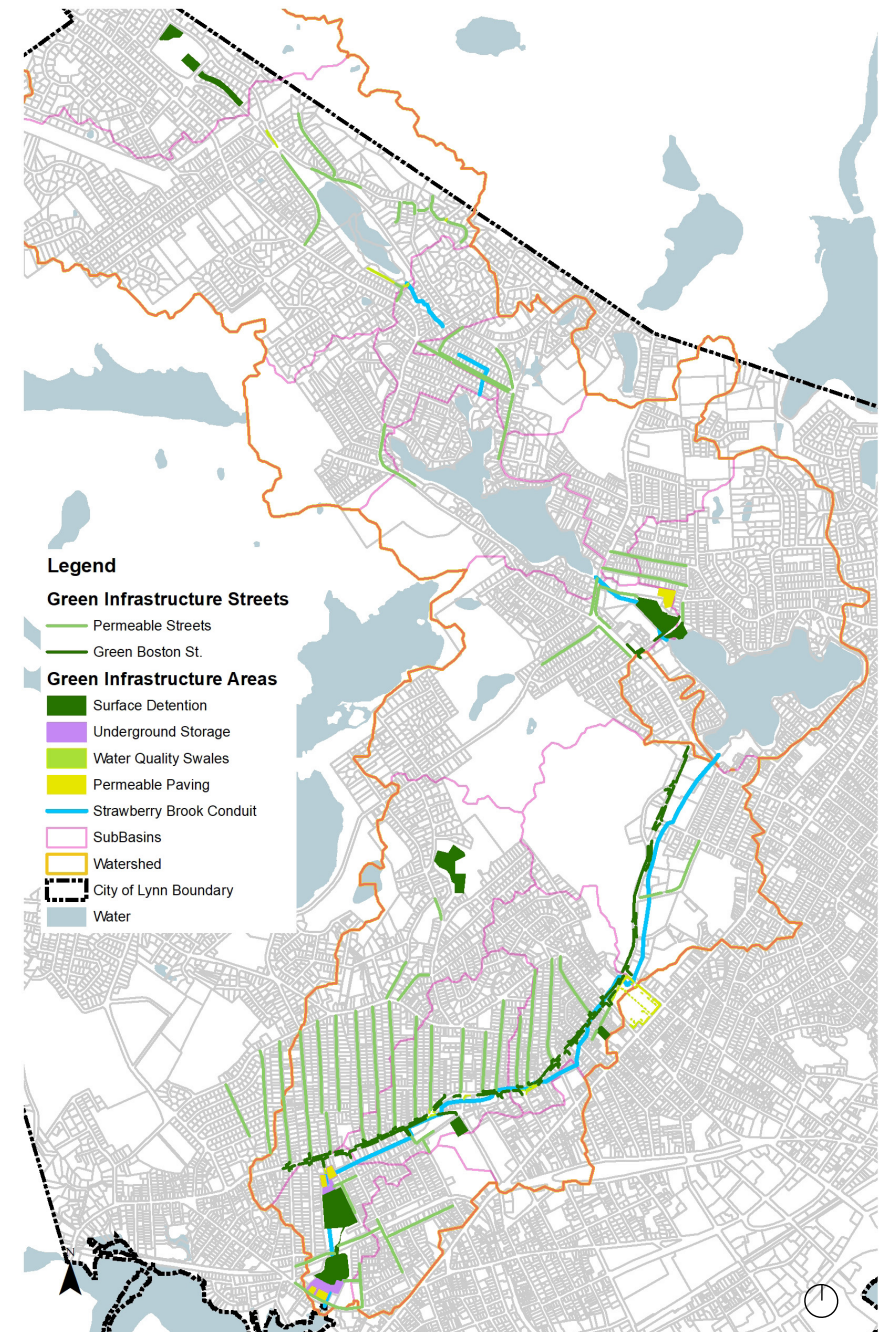 Legend
Green Infrastructure Streets
Permeable Streets
Green Boston St.
Green Infrastructure Areas
Surface Detention
Underground Storage
Water Quality Swales
Permeable Paving
Strawberry Brook Conduit
SubBasins
Watershed
City of Lynn Boundary
Water
N